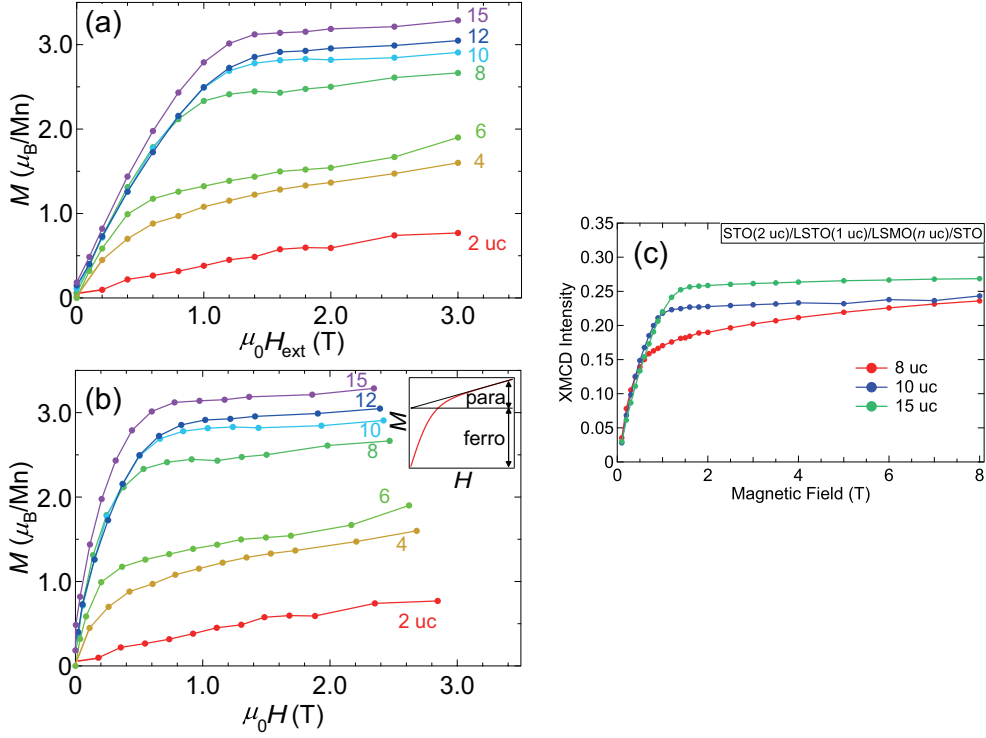 (a)
M (μB/Mn)
3.0
2.0
1.0
0
15
12
10
8
6
4
2 uc
0
1.0
2.0
3.0
μ0Hext (T)
(b)
M (μB/Mn)
3.0
2.0
1.0
0
15
12
10
8
6
4
2 uc
M
para
ferro
H
0
1.0
2.0
3.0
μ0H (T)
(c)
STO(2 uc)/LSTO(1 uc)/LSMO(n uc)/STO
XMCD Intensity
0.35
0.30
0.25
0.20
0.15
0.10
0.05
0
8 uc
10 uc
15 uc
0
2
4
6
8
Magnetic Field (T)